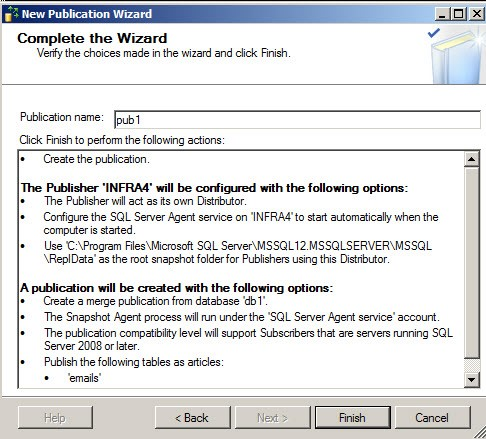 New Publication Wizard
Complete the Wizard
Verify the choices made in the wizard and click Finish.
Publication name: pub1
Click Finish to perform the following actions:
• Create the publication.
The Publisher 'INFRA4' will be configured with the following options:
• The Publisher will act as its own Distributor.
• Configure the SQL Server Agent service on 'INFRA4' to start automatically when the
computer is started.
• Use 'C:\Program Files\Microsoft SQL Server\MSSQL12.MSSQLSERVER\MSSQL
\ReplData' as the root snapshot folder for Publishers using this Distributor.
A publication will be created with the following options:
• Create a merge publication from database 'db1'.
• The Snapshot Agent process will run under the 'SQL Server Agent service' account.
• The publication compatibility level will support Subscribers that are servers running SQL
Server 2008 or later.
• Publish the following tables as articles:
• 'emails'
Help < Back Next > Finish Cancel